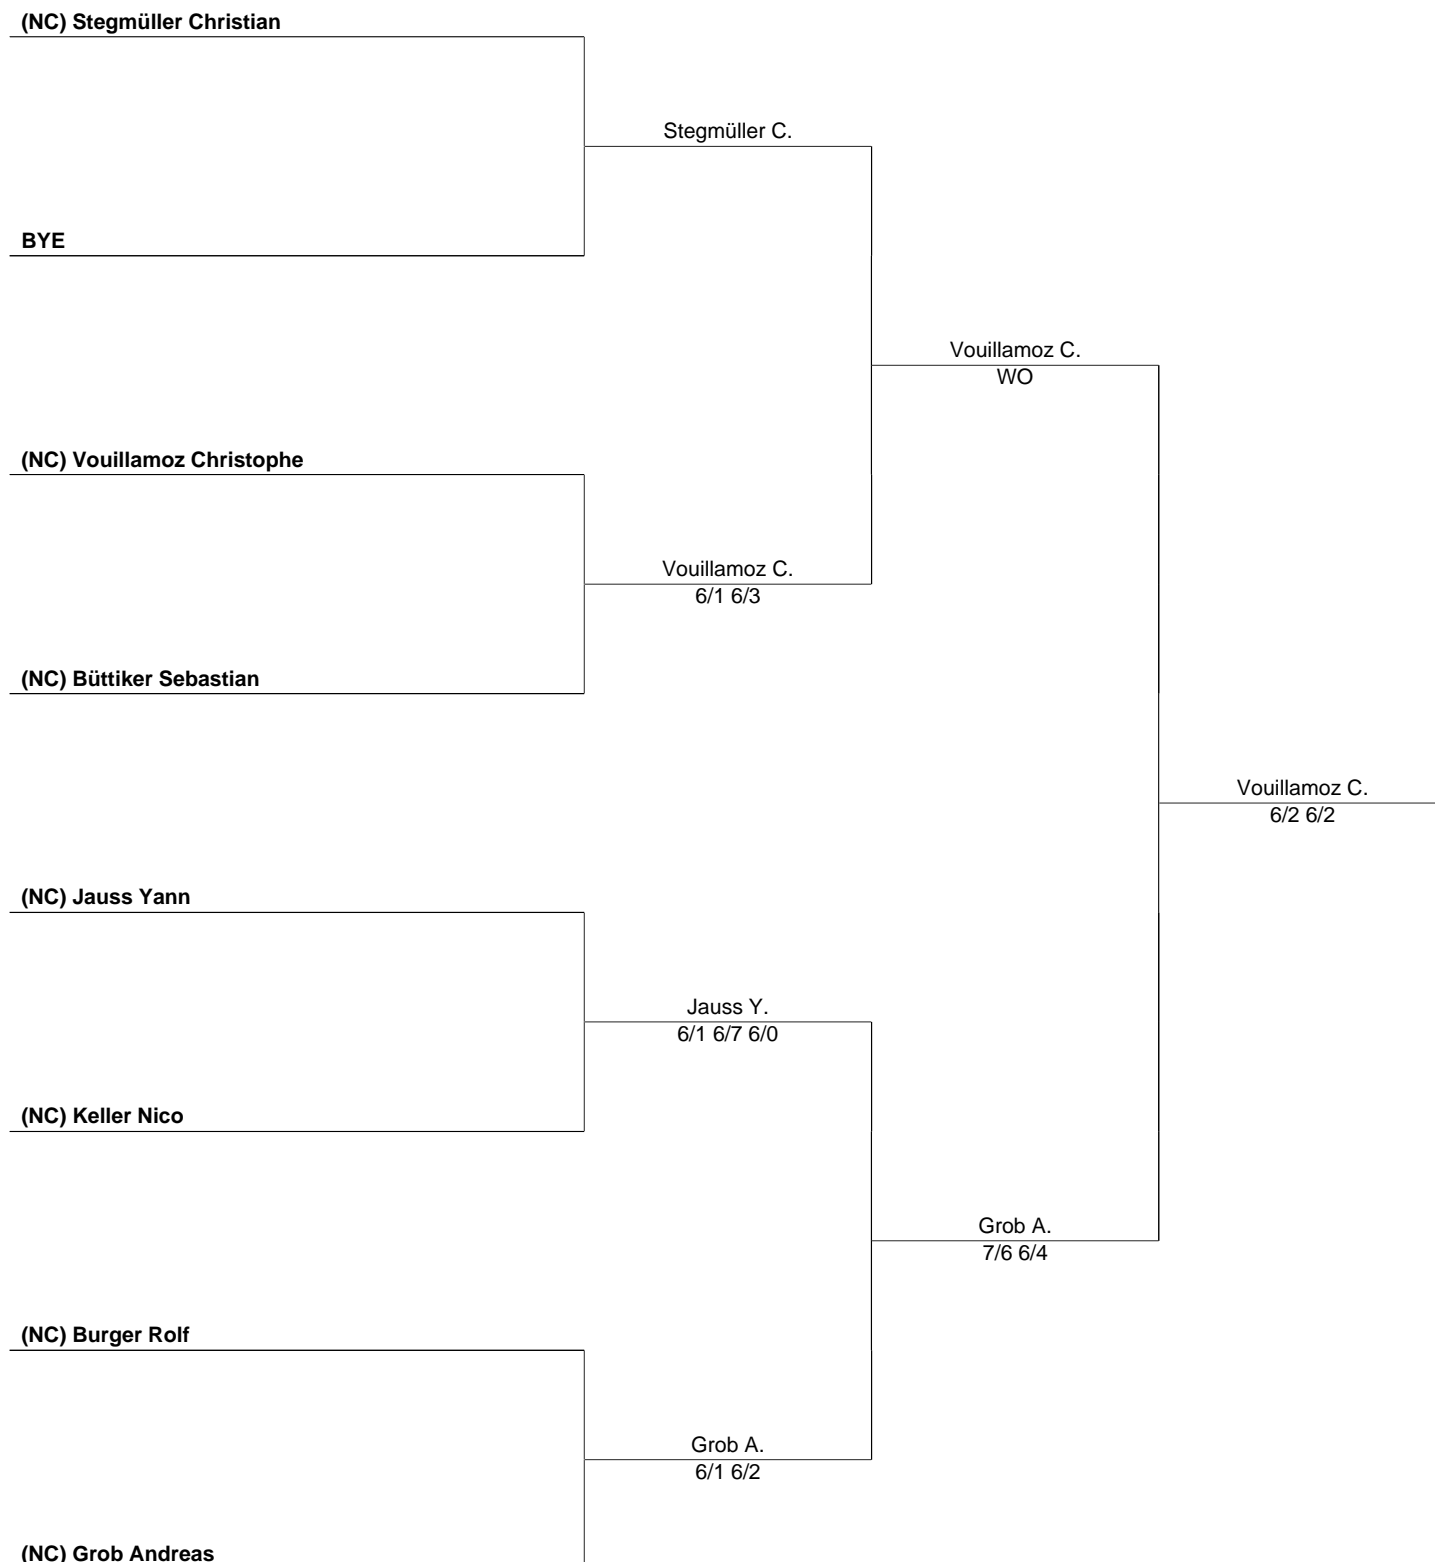 (NC) Stegmüller Christian
Stegmüller C.
BYE
Vouillamoz C.
WO
(NC) Vouillamoz Christophe
Vouillamoz C.
6/1 6/3
(NC) Büttiker Sebastian
Vouillamoz C.
6/2 6/2
(NC) Jauss Yann
Jauss Y.
6/1 6/7 6/0
(NC) Keller Nico
Grob A.
7/6 6/4
(NC) Burger Rolf
Grob A.
6/1 6/2
(NC) Grob Andreas